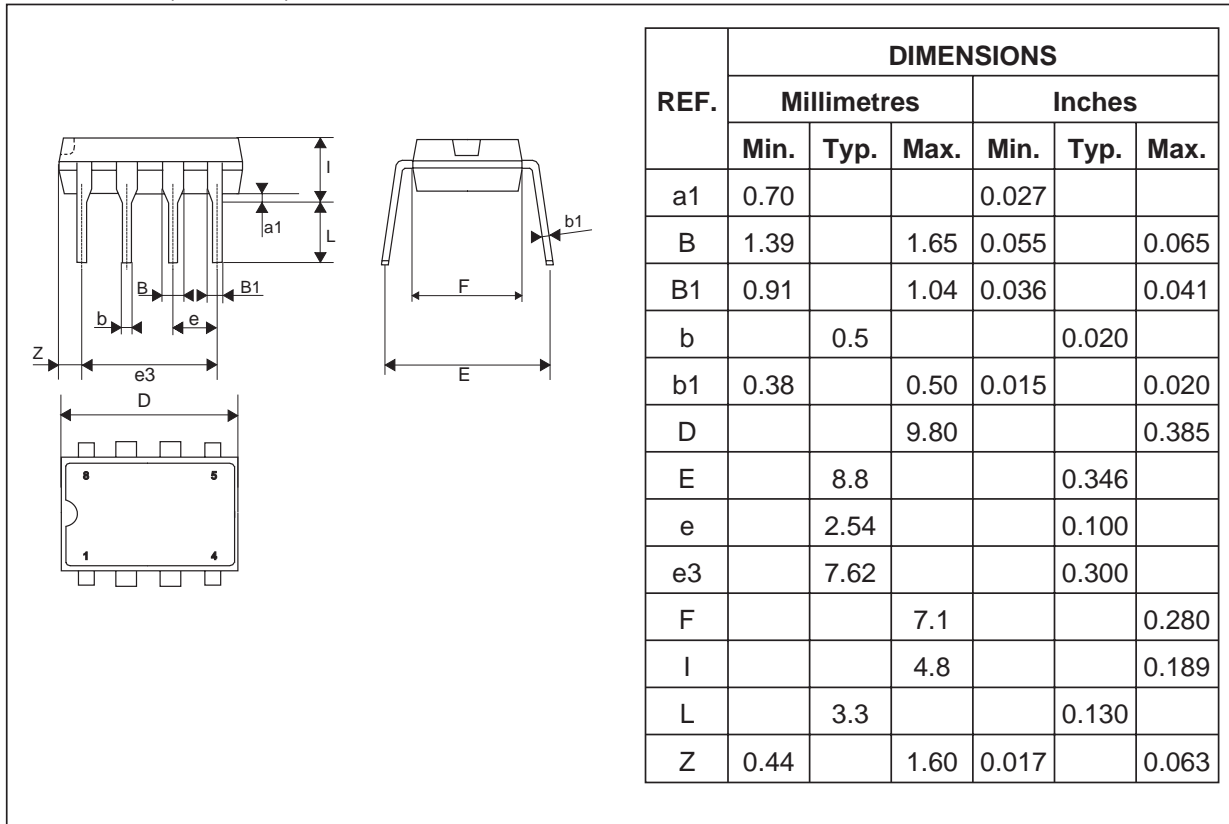 I
a1
L
b1
B
B1
F
b
e
Z
e3
E
D
8 5
1 4
REF. DIMENSIONS
Millimetres Inches
Min. Typ. Max. Min. Typ. Max.
a1 0.70 0.027
B 1.39 1.65 0.055 0.065
B1 0.91 1.04 0.036 0.041
b 0.5 0.020
b1 0.38 0.50 0.015 0.020
D 9.80 0.385
E 8.8 0.346
e 2.54 0.100
e3 7.62 0.300
F 7.1 0.280
I 4.8 0.189
L 3.3 0.130
Z 0.44 1.60 0.017 0.063